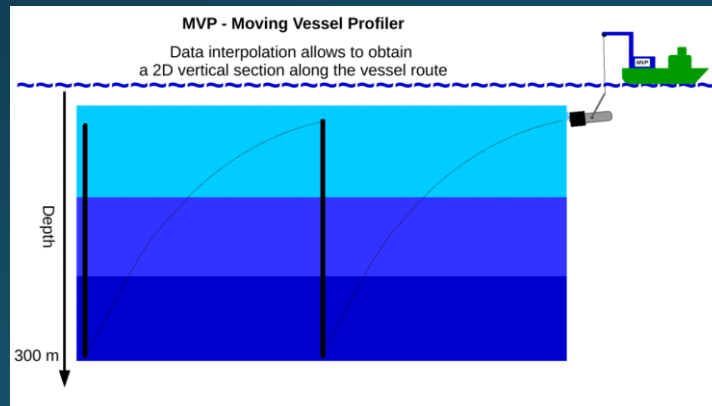 MVP - Moving Vessel Profiler
Data interpolation allows to obtain
a 2D vertical section along the vessel route
MVP
Depth
300 m